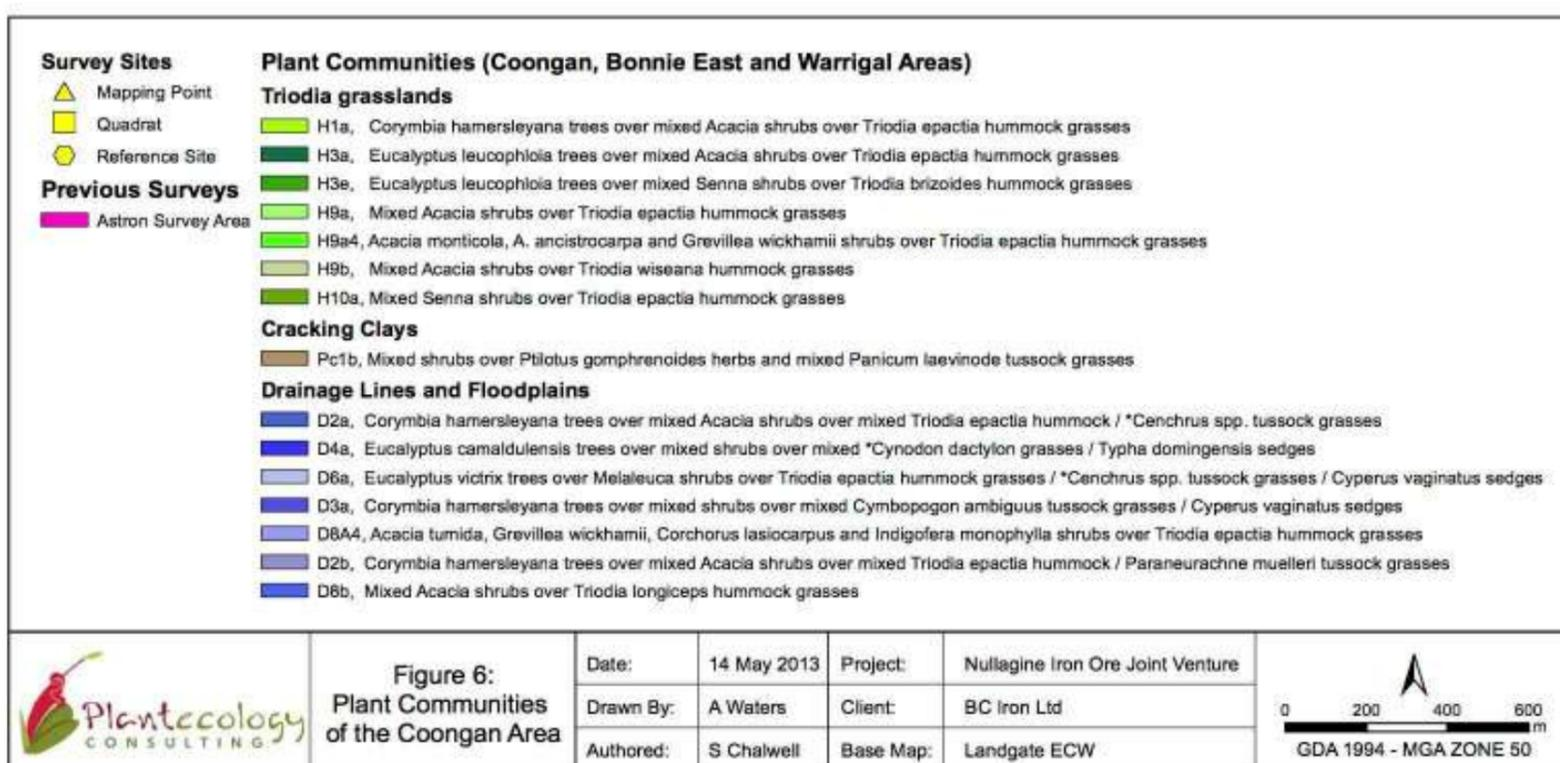 Survey Sites
Mapping Point
Quadrat
Reference Site
Previous Surveys
Astron Survey Area
Plant Communities (Coongan, Bonnie East and Warrigal Areas)
Triodia grasslands
H1a, Corymbia hamersleyana trees over mixed Acacia shrubs over Triodia epactia hummock grasses
H3a, Eucalyptus leucophloia trees over mixed Acacia shrubs over Triodia epactia hummock grasses
H3e, Eucalyptus leucophloia trees over mixed Senna shrubs over Triodia brizoides hummock grasses
H9a, Mixed Acacia shrubs over Triodia epactia hummock grasses
H9a4, Acacia monticola, A. ancistrocarpa and Grevillea wickhamii shrubs over Triodia epactia hummock grasses
H9b, Mixed Acacia shrubs over Triodia wiseana hummock grasses
H10a, Mixed Senna shrubs over Triodia epactia hummock grasses
Cracking Clays
Pc1b, Mixed shrubs over Ptilotus gomphrenoides herbs and mixed Panicum laevinode tussock grasses
Drainage Lines and Floodplains
D2a, Corymbia hamersleyana trees over mixed Acacia shrubs over mixed Triodia epactia hummock / *Cenchrus spp. tussock grasses
D4a, Eucalyptus camaldulensis trees over mixed shrubs over mixed *Cynodon dactylon grasses / Typha domingensis sedges
D6a, Eucalyptus victrix trees over Melaleuca shrubs over Triodia epactia hummock grasses / *Cenchrus spp. tussock grasses / Cyperus vaginatus sedges
D3a, Corymbia hamersleyana trees over mixed shrubs over mixed Cymbopogon ambiguus tussock grasses / Cyperus vaginatus sedges
D8A4, Acacia tumida, Grevillea wickhamii, Corchorus lasiocarpus and Indigofera monophylla shrubs over Triodia epactia hummock grasses
D2b, Corymbia hamersleyana trees over mixed Acacia shrubs over mixed Triodia epactia hummock / Paraneurachne muelleri tussock grasses
D6b, Mixed Acacia shrubs over Triodia longiceps hummock grasses
Plantecology
CONSULTING
Figure 6:
Plant Communities
of the Coongan Area
Date: 14 May 2013 Project: Nullagine Iron Ore Joint Venture
Drawn By: A Waters Client: BC Iron Ltd
Authored: S Chalwell Base Map: Landgate ECW
0 200 400 600
m
GDA 1994 - MGA ZONE 50